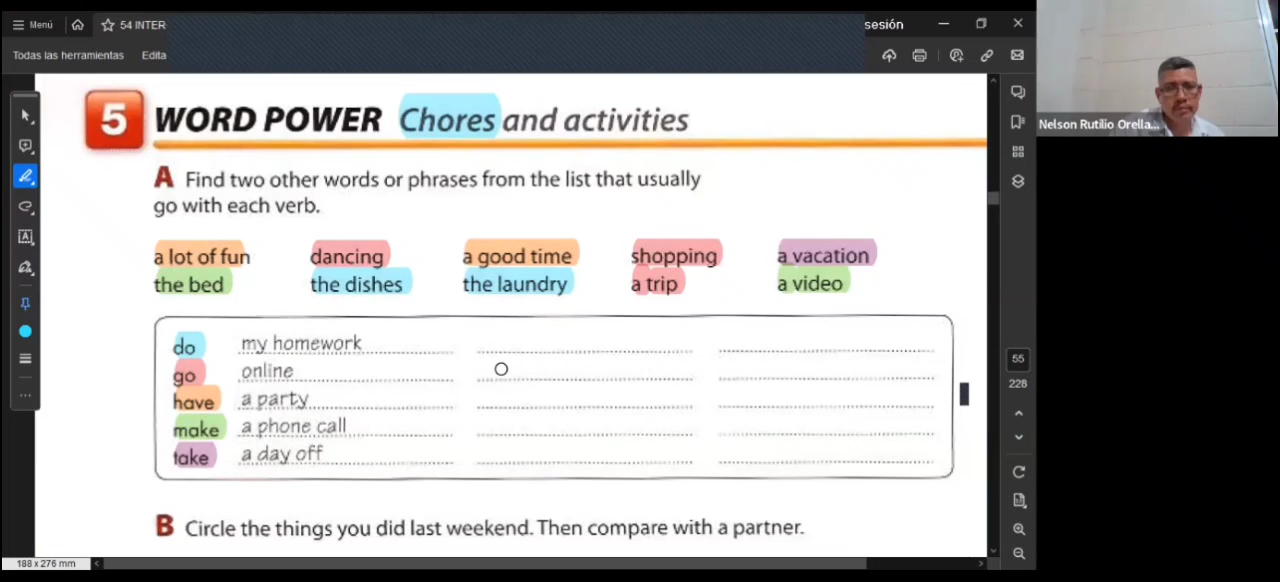 Menú
54 INTER
sesión
Todas las herramientas
Edita
5 WORD POWER Chores and activities
A Find two other words or phrases from the list that usually
go with each verb.
a lot of fun dancing a good time shopping a vacation
the bed the dishes the laundry a trip a video
do my homework
go online
have a party
make a phone call
take a day off
B Circle the things you did last weekend. Then compare with a partner.
188 x 276 mm
55
228
Nelson Rutilio Orella...